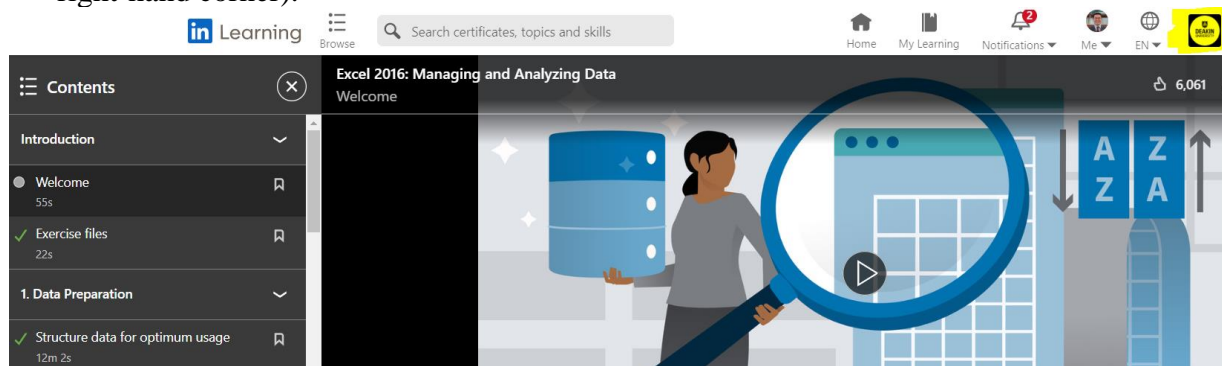 right-hand corner).
in Learning
Browse
Search certificates, topics and skills
Home
My Learning
2
Notifications
Me
EN
DEAKIN
Contents
Excel 2016: Managing and Analyzing Data
Welcome
6,061
Introduction
Welcome
55s
Exercise files
22s
1. Data Preparation
Structure data for optimum usage
12m 2s
A Z
Z A